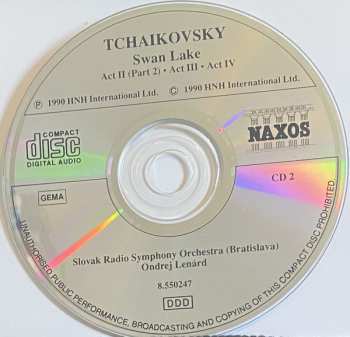 TCHAIKOVSKY
Swan Lake
Act II (Part 2) • Act III • Act IV
℗ 1990 HNH International Ltd. © 1990 HNH International Ltd.
COMPACT
disc
DIGITAL AUDIO
NAXOS
GEMA
CD 2
Slovak Radio Symphony Orchestra (Bratislava)
Ondrej Lenárd
8.550247
DDD
UNAUTHORISED PUBLIC PERFORMANCE, BROADCASTING AND COPYING OF THIS COMPACT DISC PROHIBITED